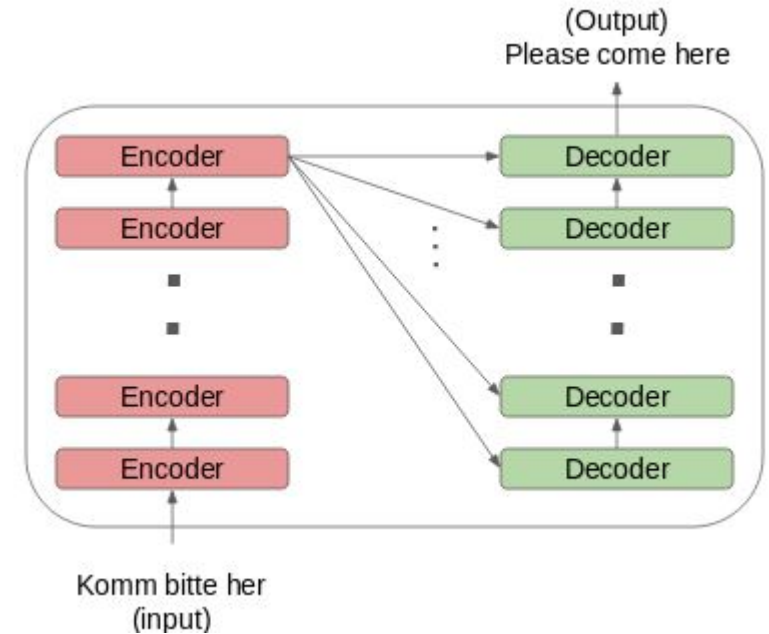 (Output)
Please come here
Encoder
Decoder
Encoder
Decoder
Encoder
Decoder
Encoder
Decoder
Komm bitte her
(input)